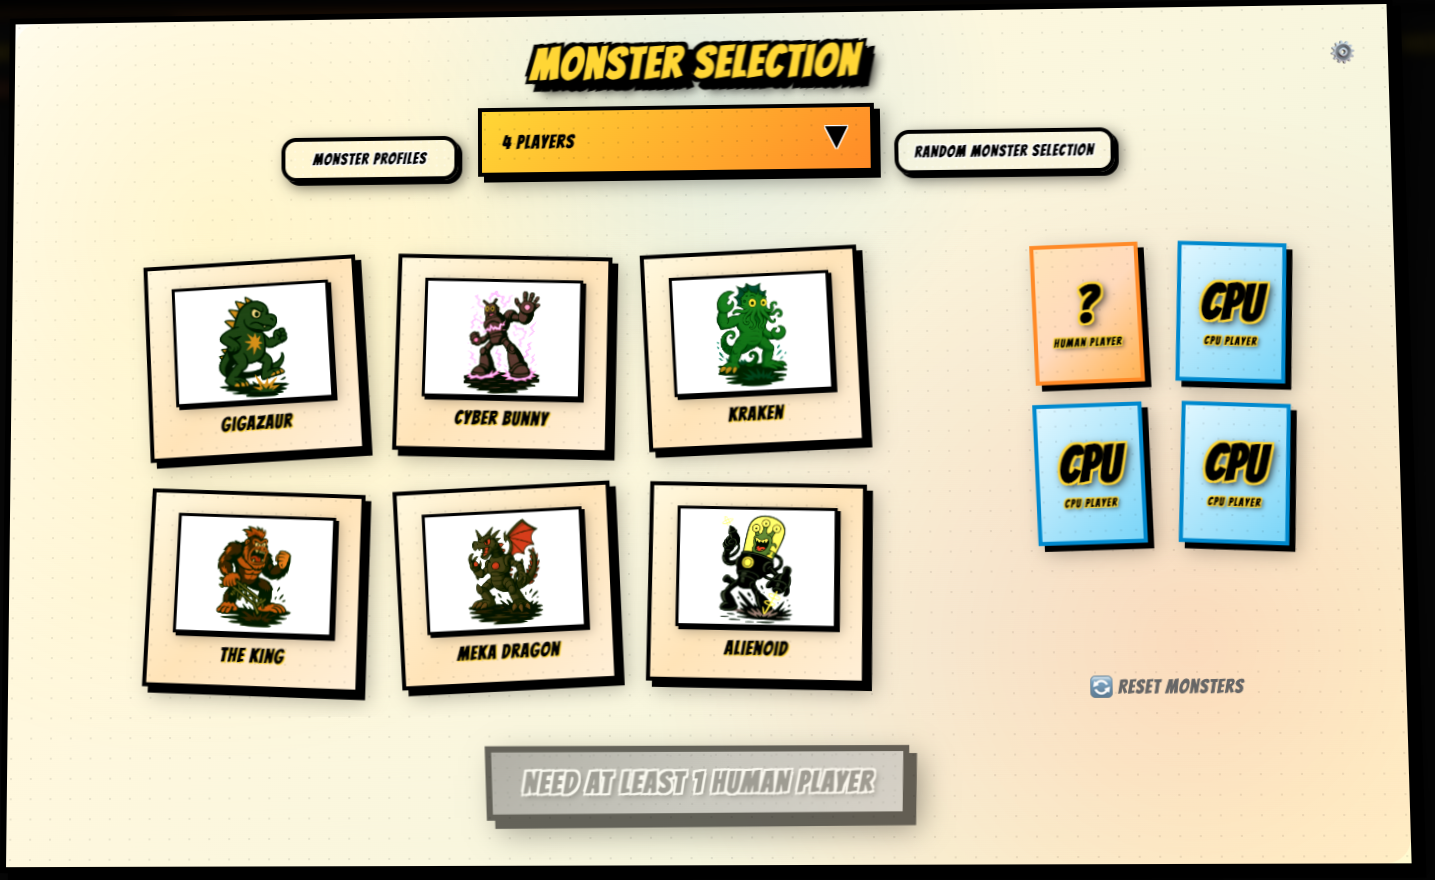 MONSTER SELECTION
MONSTER PROFILES
4 PLAYERS
RANDOM MONSTER SELECTION
GIGAZAUR
CYBER BUNNY
KRAKEN
?
HUMAN PLAYER
CPU
CPU PLAYER
CPU
CPU PLAYER
CPU
CPU PLAYER
THE KING
MEKA DRAGON
ALIENOID
RESET MONSTERS
NEED AT LEAST 1 HUMAN PLAYER